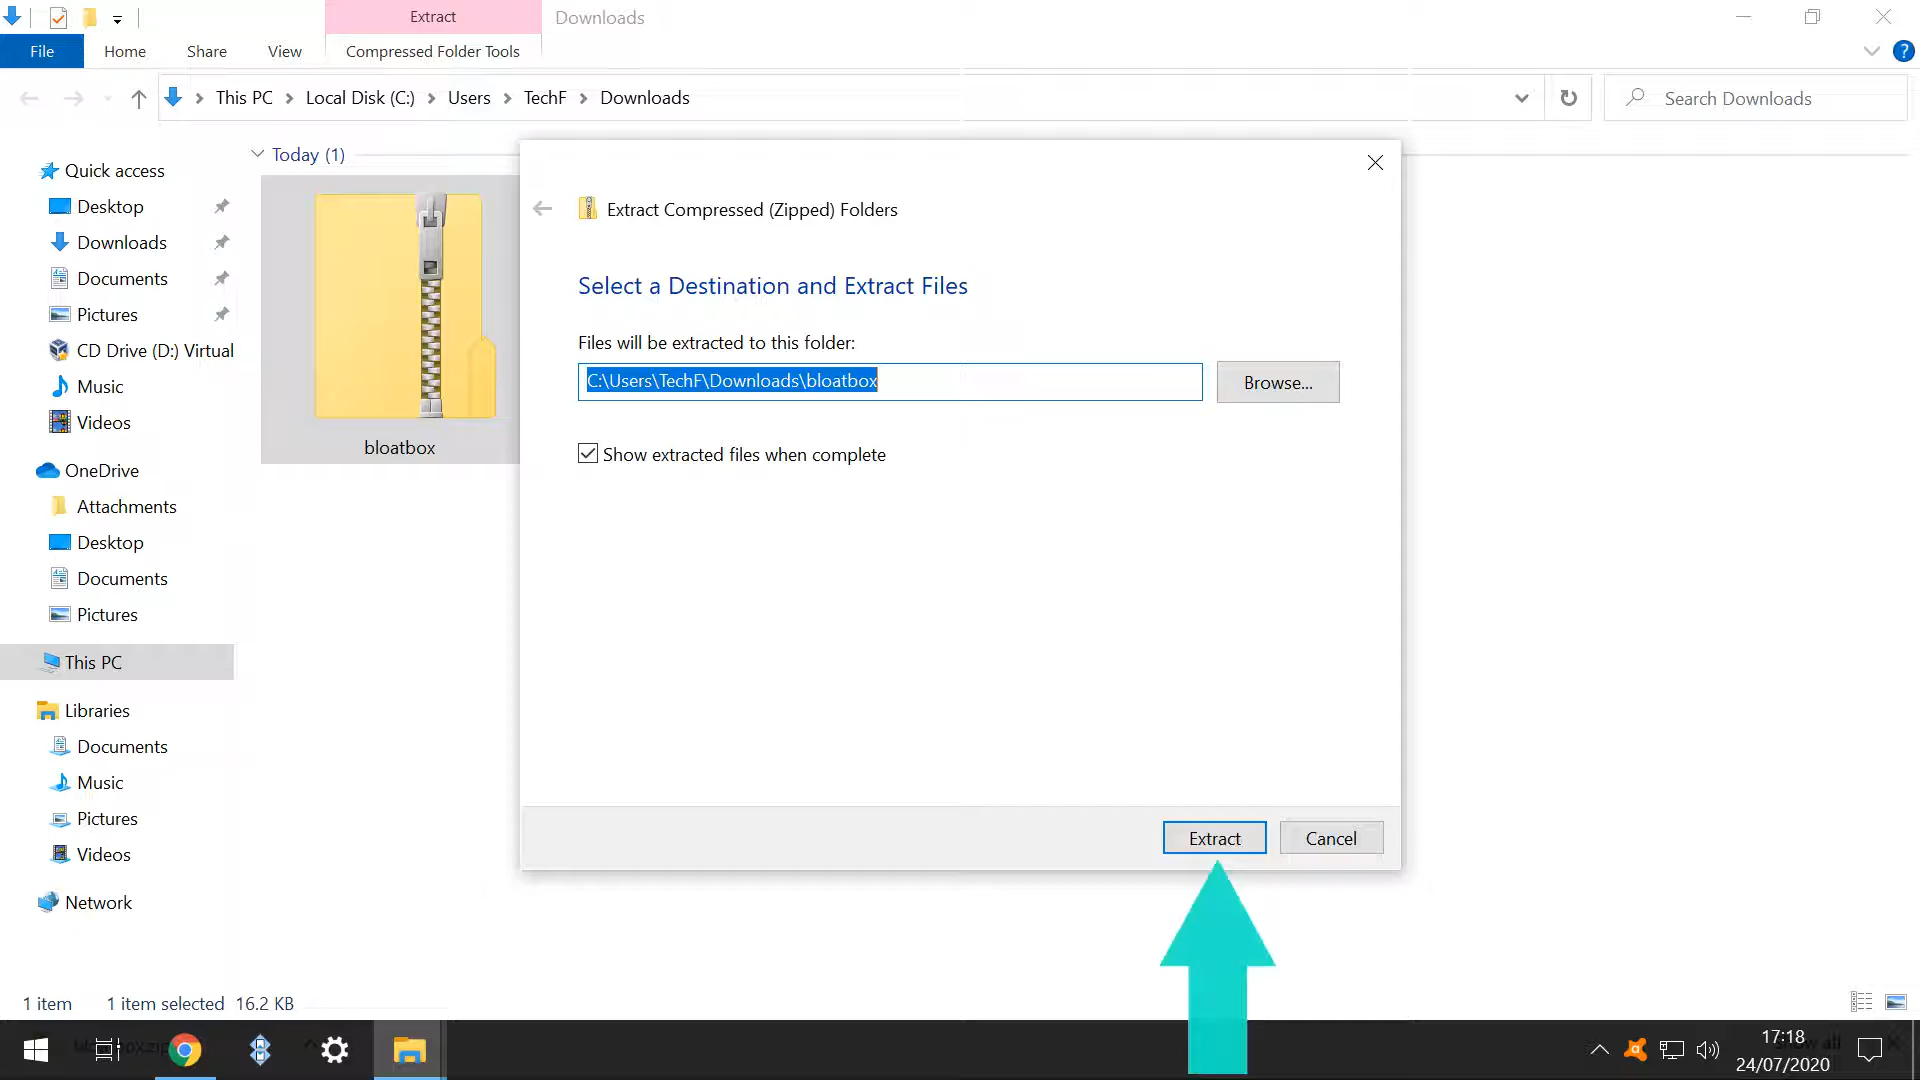 Extract
Downloads
File
Home
Share
View
Compressed Folder Tools
?
This PC
Local Disk (C:)
Users
TechF
Downloads
Search Downloads
Quick access
Desktop
Downloads
Documents
Pictures
CD Drive (D:) Virtual
Music
Videos
OneDrive
Attachments
Desktop
Documents
Pictures
This PC
Libraries
Documents
Music
Pictures
Videos
Network
Today (1)
bloatbox
Extract Compressed (Zipped) Folders
Select a Destination and Extract Files
Files will be extracted to this folder:
C:\Users\TechF\Downloads\bloatbox
Browse...
Show extracted files when complete
Extract
Cancel
1 item
1 item selected 16.2 KB
17:18
24/07/2020